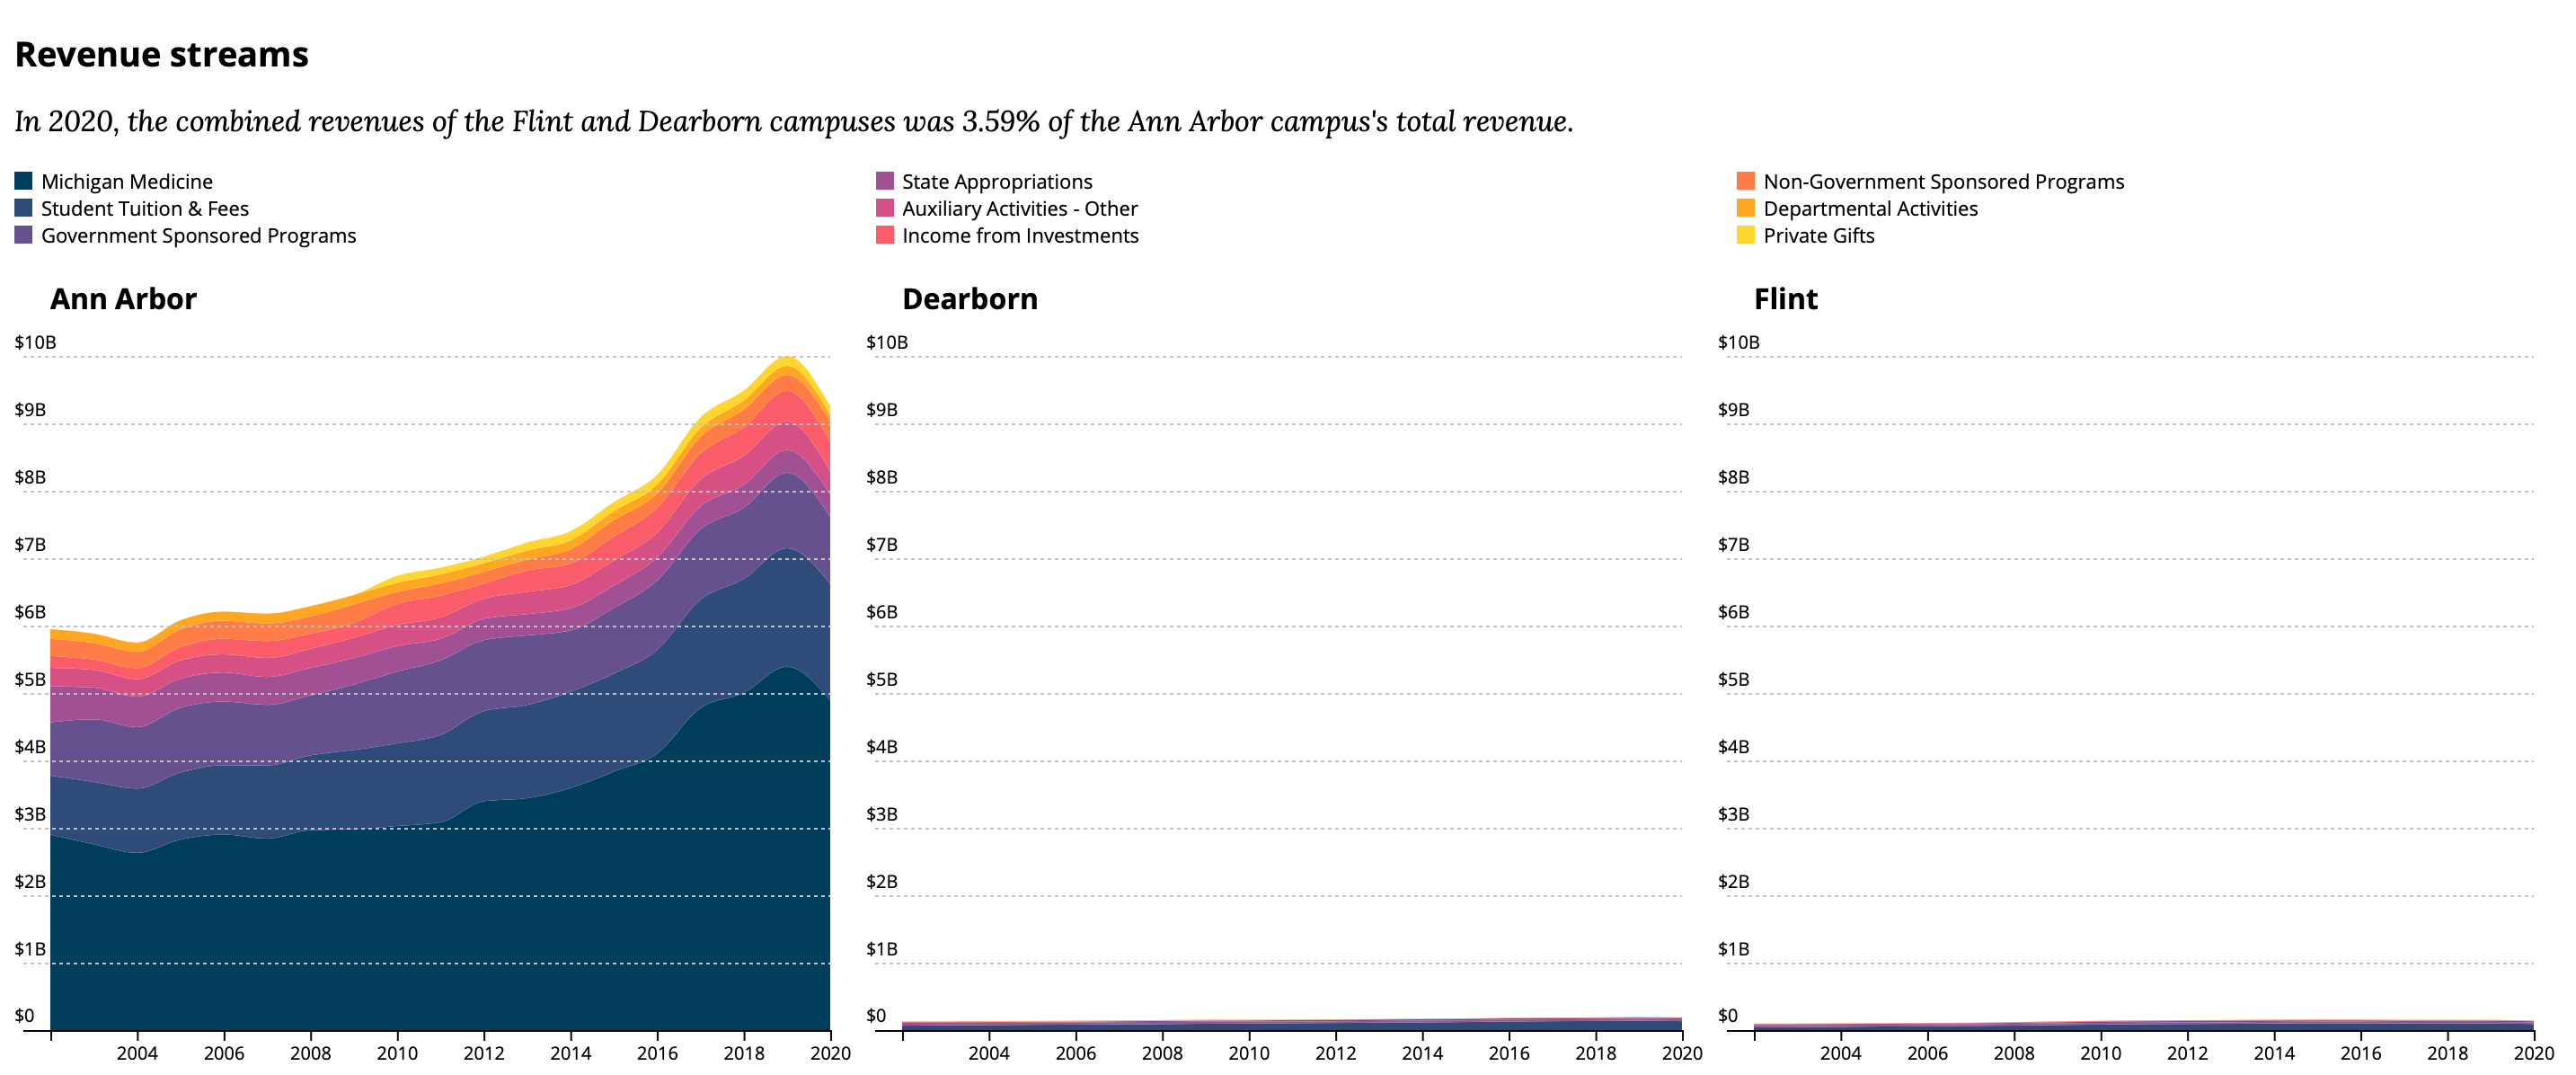 Revenue streams
In 2020, the combined revenues of the Flint and Dearborn campuses was 3.59% of the Ann Arbor campus's total revenue.
Michigan Medicine
Student Tuition & Fees
Government Sponsored Programs
State Appropriations
Auxiliary Activities - Other
Income from Investments
Non-Government Sponsored Programs
Departmental Activities
Private Gifts
Ann Arbor
$10B
$9B
$8B
$7B
$6B
$5B
$4B
$3B
$2B
$1B
$0
2004 2006 2008 2010 2012 2014 2016 2018 2020
Dearborn
$10B
$9B
$8B
$7B
$6B
$5B
$4B
$3B
$2B
$1B
$0
2004 2006 2008 2010 2012 2014 2016 2018 2020
Flint
$10B
$9B
$8B
$7B
$6B
$5B
$4B
$3B
$2B
$1B
$0
2004 2006 2008 2010 2012 2014 2016 2018 2020